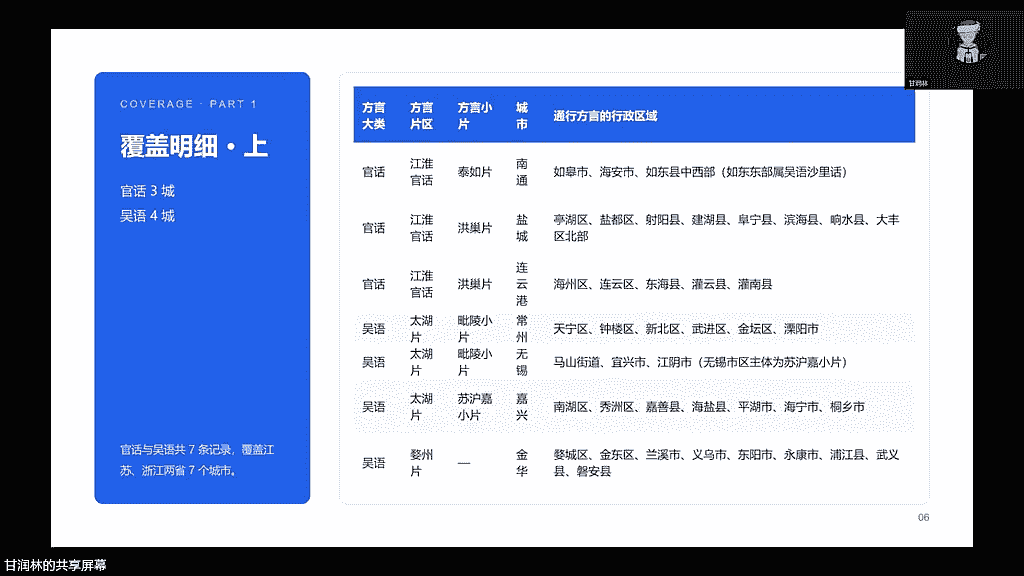 甘润林
COVERAGE · PART 1
覆盖明细·上
官话 3 城
吴语 4 城
官话与吴语共 7 条记录，覆盖江
苏、浙江两省 7 个城市。
方言大类 方言片区 方言小片 城市 通行方言的行政区域
官话 江淮官话 泰如片 南通 如皋市、海安市、如东县中西部（如东东部属吴语沙里话）
官话 江淮官话 洪巢片 盐城 亭湖区、盐都区、射阳县、建湖县、阜宁县、滨海县、响水县、大丰
区北部
官话 江淮官话 洪巢片 连云港 海州区、连云区、东海县、灌云县、灌南县
吴语 太湖片 毗陵小片 常州 天宁区、钟楼区、新北区、武进区、金坛区、溧阳市
吴语 太湖片 毗陵小片 无锡 马山街道、宜兴市、江阴市（无锡市区主体为苏沪嘉小片）
吴语 太湖片 苏沪嘉小片 嘉兴 南湖区、秀洲区、嘉善县、海盐县、平湖市、海宁市、桐乡市
吴语 婺州片 — 金华 婺城区、金东区、兰溪市、义乌市、东阳市、永康市、浦江县、武义
县、磐安县
06
甘润林的共享屏幕